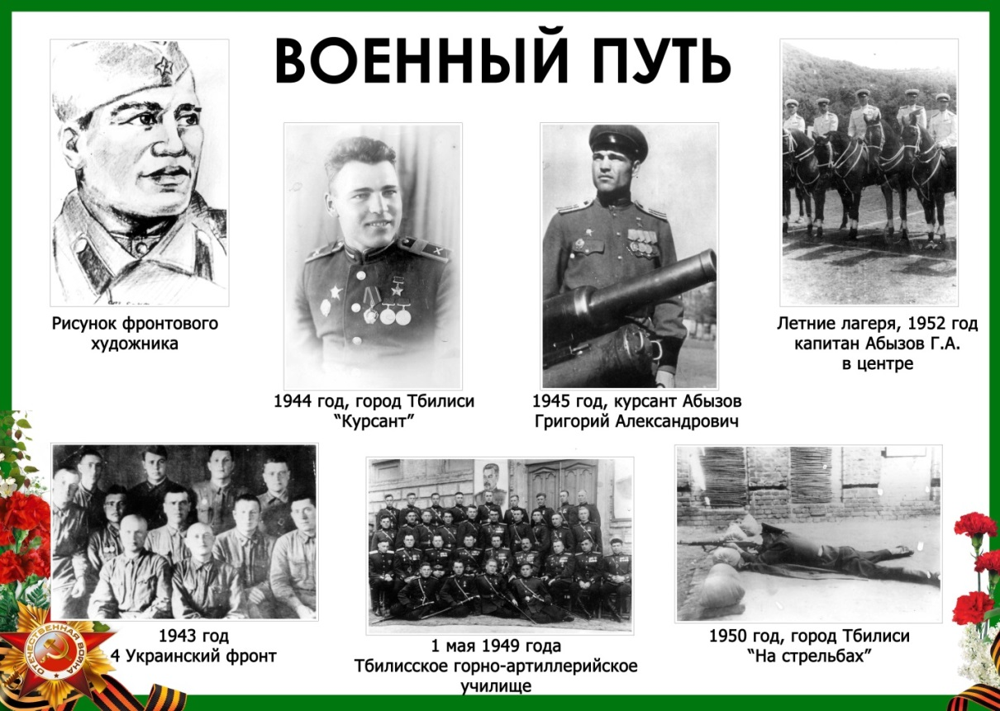 ВОЕННЫЙ ПУТЬ
Рисунок фронтового
художника
1944 год, город Тбилиси
“Курсант”
1945 год, курсант Абызов
Григорий Александрович
Летние лагеря, 1952 год
капитан Абызов Г.А.
в центре
1943 год
4 Украинский фронт
1 мая 1949 года
Тбилисское горно-артиллерийское
училище
1950 год, город Тбилиси
“На стрельбах”
ОТЕЧЕСТВЕННАЯ ВОЙНА